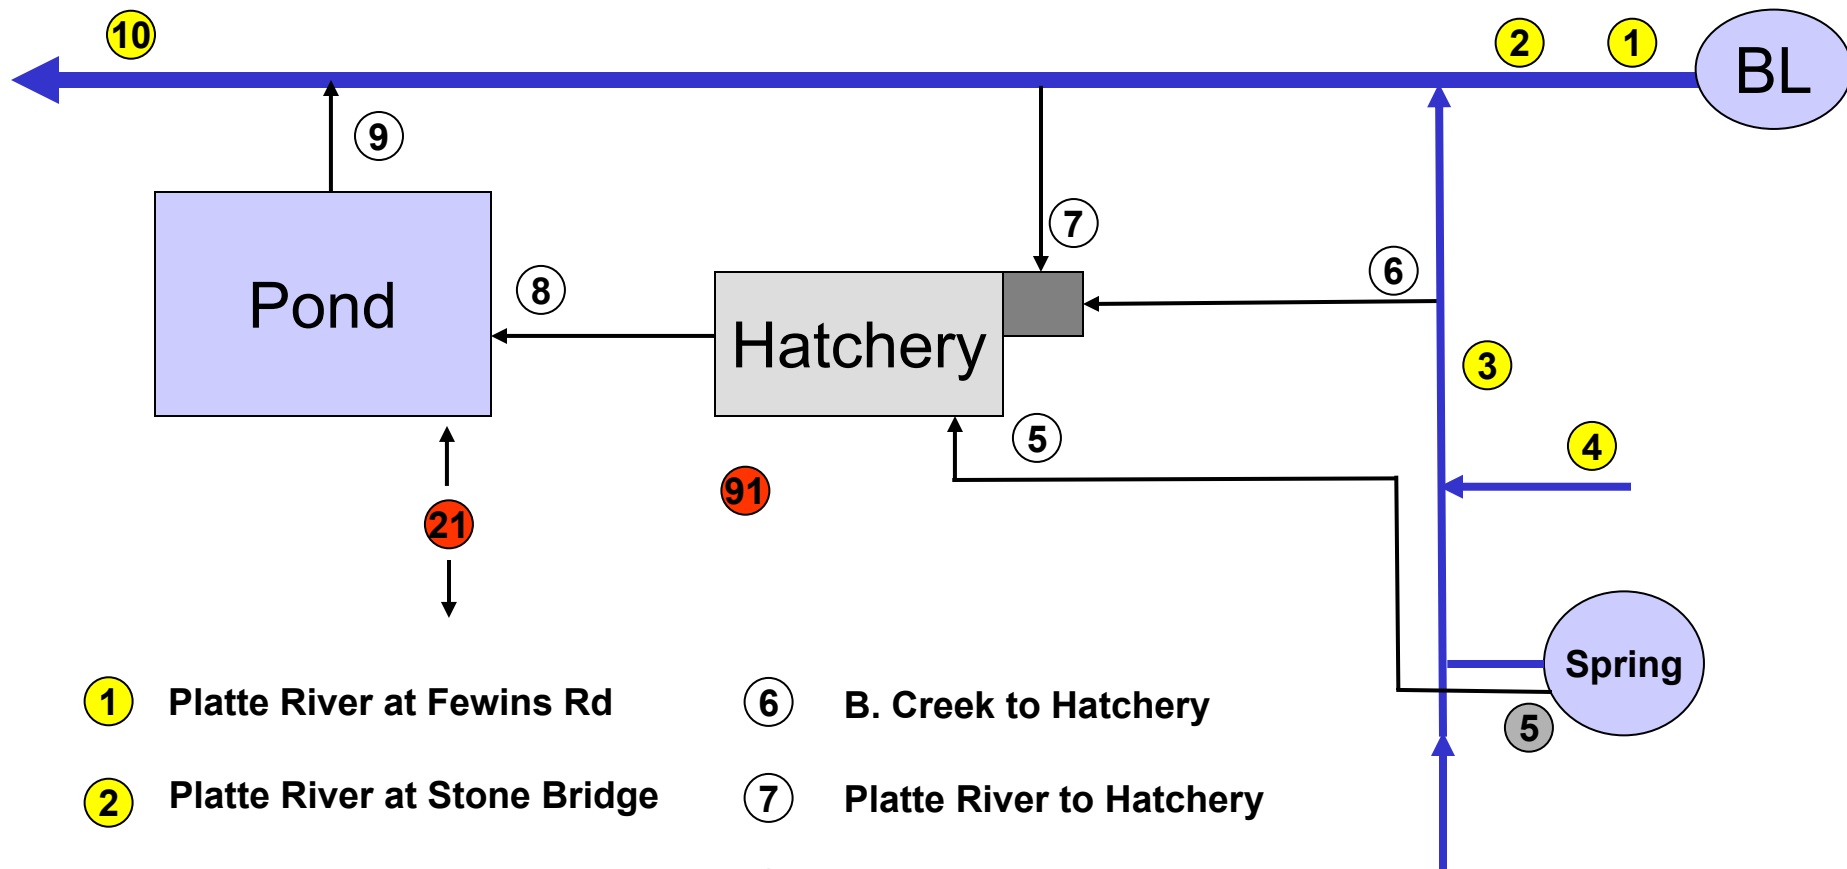 10
2
1
BL
9
7
6
Pond
8
Hatchery
3
5
4
91
21
Spring
5
1 Platte River at Fewins Rd
6 B. Creek to Hatchery
2 Platte River at Stone Bridge
7 Platte River to Hatchery